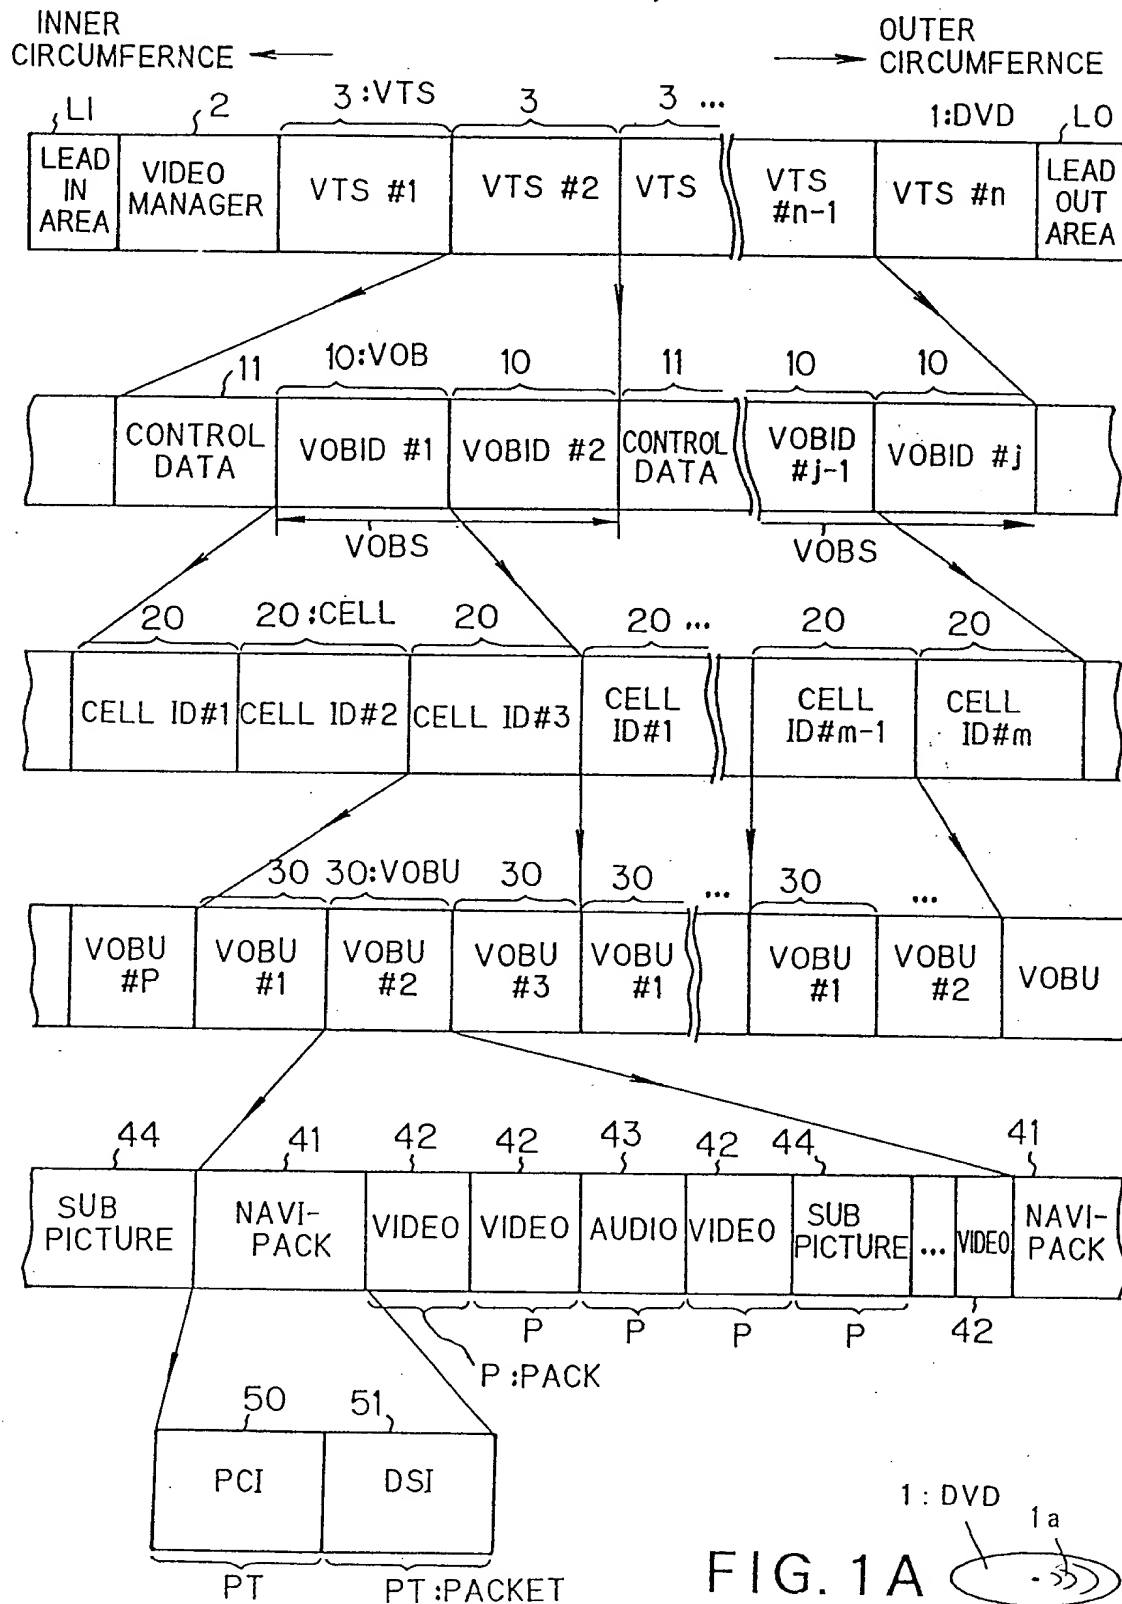 INNER
CIRCUMFERNCE
OUTER
CIRCUMFERNCE
LI
2
3:VTS
3
3 ...
1:DVD
LO
LEAD
IN
AREA
VIDEO
MANAGER
VTS #1
VTS #2
VTS
VTS
#n-1
VTS #n
LEAD
OUT
AREA
11
10:VOB
10
11
10
10
CONTROL
DATA
VOBID #1
VOBID #2
CONTROL
DATA
VOBID
#j-1
VOBID #j
VOBS
VOBS
20
20:CELL
20
20 ...
20
20
CELL ID#1
CELL ID#2
CELL ID#3
CELL
ID#1
CELL
ID#m-1
CELL
ID#m
30
30:VOBU
30
30
...
30
...
VOBU
#P
VOBU
#1
VOBU
#2
VOBU
#3
VOBU
#1
VOBU
#1
VOBU
#2
VOBU
44
41
42
42
43
42
44
41
SUB
PICTURE
NAVI-
PACK
VIDEO
VIDEO
AUDIO
VIDEO
SUB
PICTURE
...
VIDEO
NAVI-
PACK
P
P
P
P
42
P:PACK
50
51
PCI
DSI
PT
PT:PACKET
1: DVD
1a
FIG. 1A